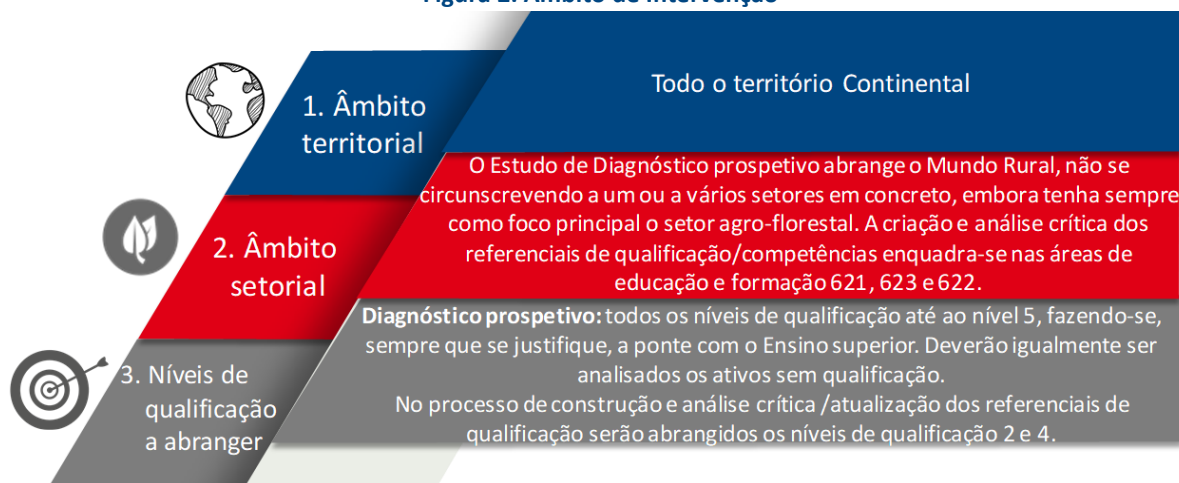 Figura 2. Âmbito de Intervenção
1. Âmbito
territorial
Todo o território Continental
2. Âmbito
setorial
O Estudo de Diagnóstico prospetivo abrange o Mundo Rural, não se
circunscrevendo a um ou a vários setores em concreto, embora tenha sempre
como foco principal o setor agro-florestal. A criação e análise crítica dos
referenciais de qualificação/competências enquadra-se nas áreas de
educação e formação 621, 623 e 622.
3. Níveis de
qualificação
a abranger
Diagnóstico prospetivo: todos os níveis de qualificação até ao nível 5, fazendo-se,
sempre que se justifique, a ponte com o Ensino superior. Deverão igualmente ser
analisados os ativos sem qualificação.
No processo de construção e análise crítica /atualização dos referenciais de
qualificação serão abrangidos os níveis de qualificação 2 e 4.